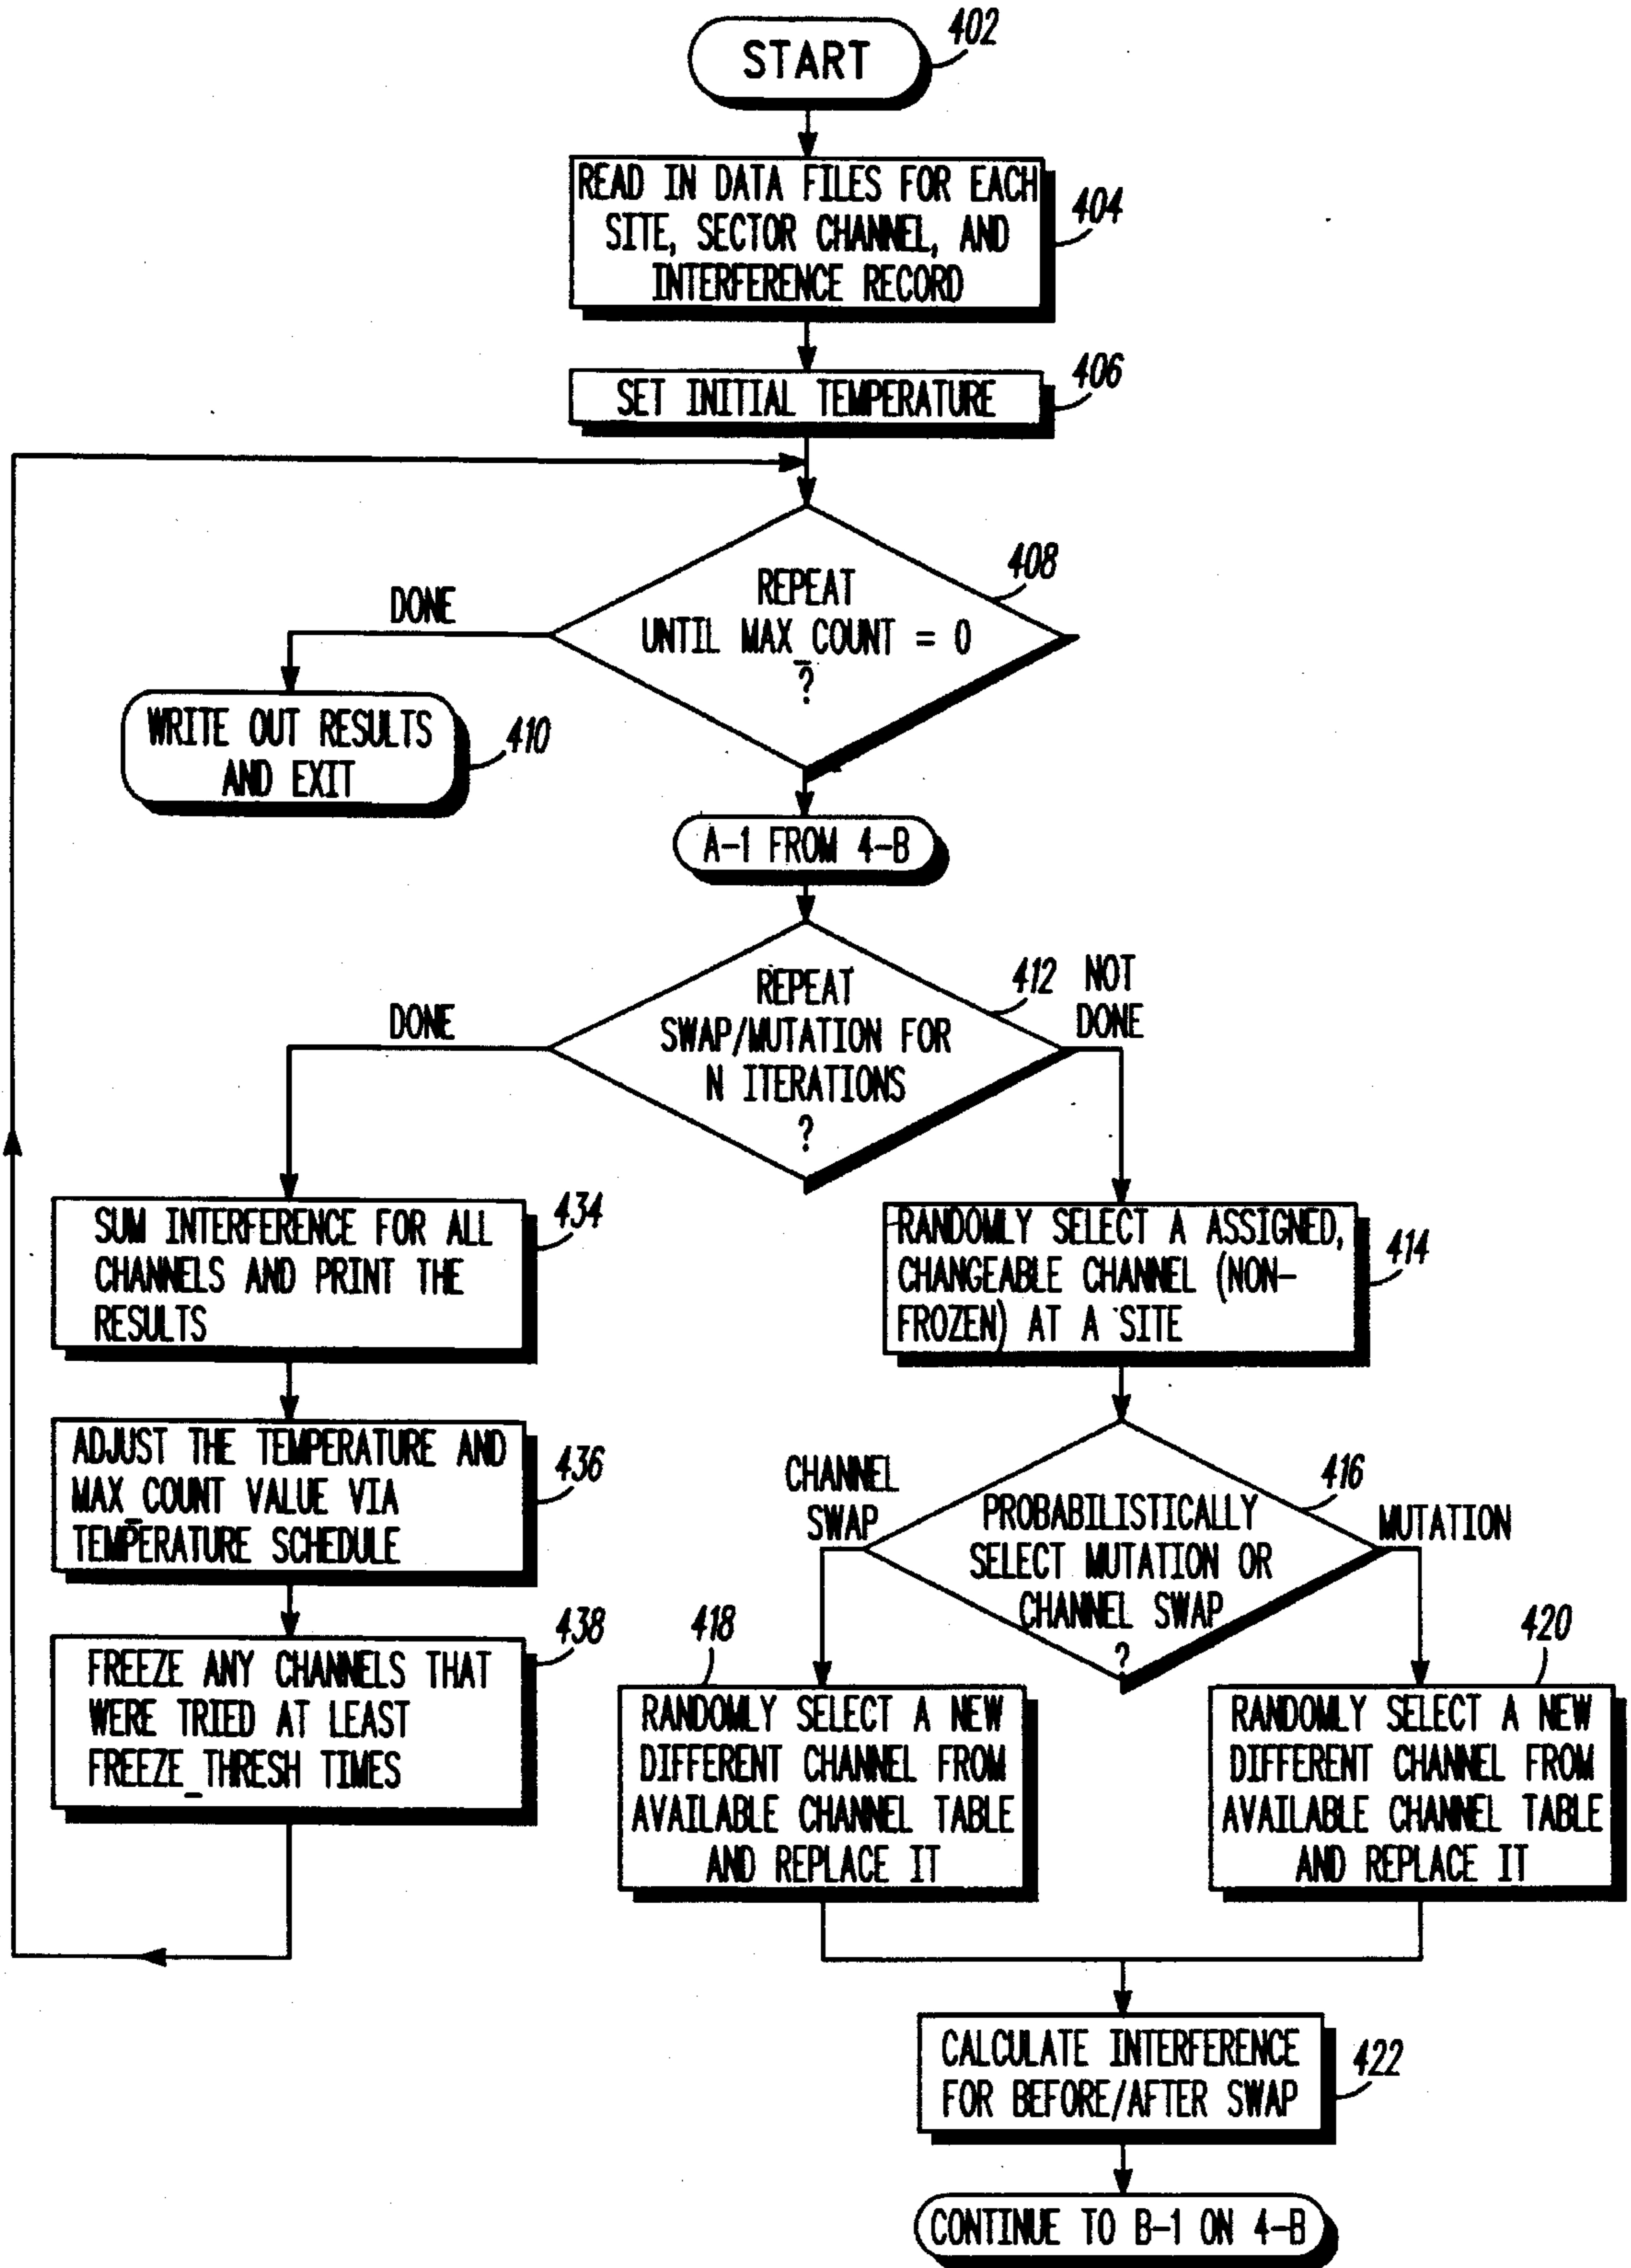 START
402
READ IN DATA FILES FOR EACH
SITE, SECTOR CHANNEL, AND
INTERFERENCE RECORD
404
SET INITIAL TEMPERATURE
406
REPEAT
UNTIL MAX_COUNT = 0
?
408
DONE
WRITE OUT RESULTS
AND EXIT
410
A-1 FROM 4-B
REPEAT
SWAP/MUTATION FOR
N ITERATIONS
?
412
NOT
DONE
DONE
SUM INTERFERENCE FOR ALL
CHANNELS AND PRINT THE
RESULTS
434
ADJUST THE TEMPERATURE AND
MAX_COUNT VALUE VIA
TEMPERATURE SCHEDULE
436
FREEZE ANY CHANNELS THAT
WERE TRIED AT LEAST
FREEZE_THRESH TIMES
438
RANDOMLY SELECT A ASSIGNED,
CHANGEABLE CHANNEL (NON-
FROZEN) AT A SITE
414
CHANNEL
SWAP
PROBABILISTICALLY
SELECT MUTATION OR
CHANNEL SWAP
?
416
MUTATION
418
RANDOMLY SELECT A NEW
DIFFERENT CHANNEL FROM
AVAILABLE CHANNEL TABLE
AND REPLACE IT
420
RANDOMLY SELECT A NEW
DIFFERENT CHANNEL FROM
AVAILABLE CHANNEL TABLE
AND REPLACE IT
CALCULATE INTERFERENCE
FOR BEFORE/AFTER SWAP
422
CONTINUE TO B-1 ON 4-B